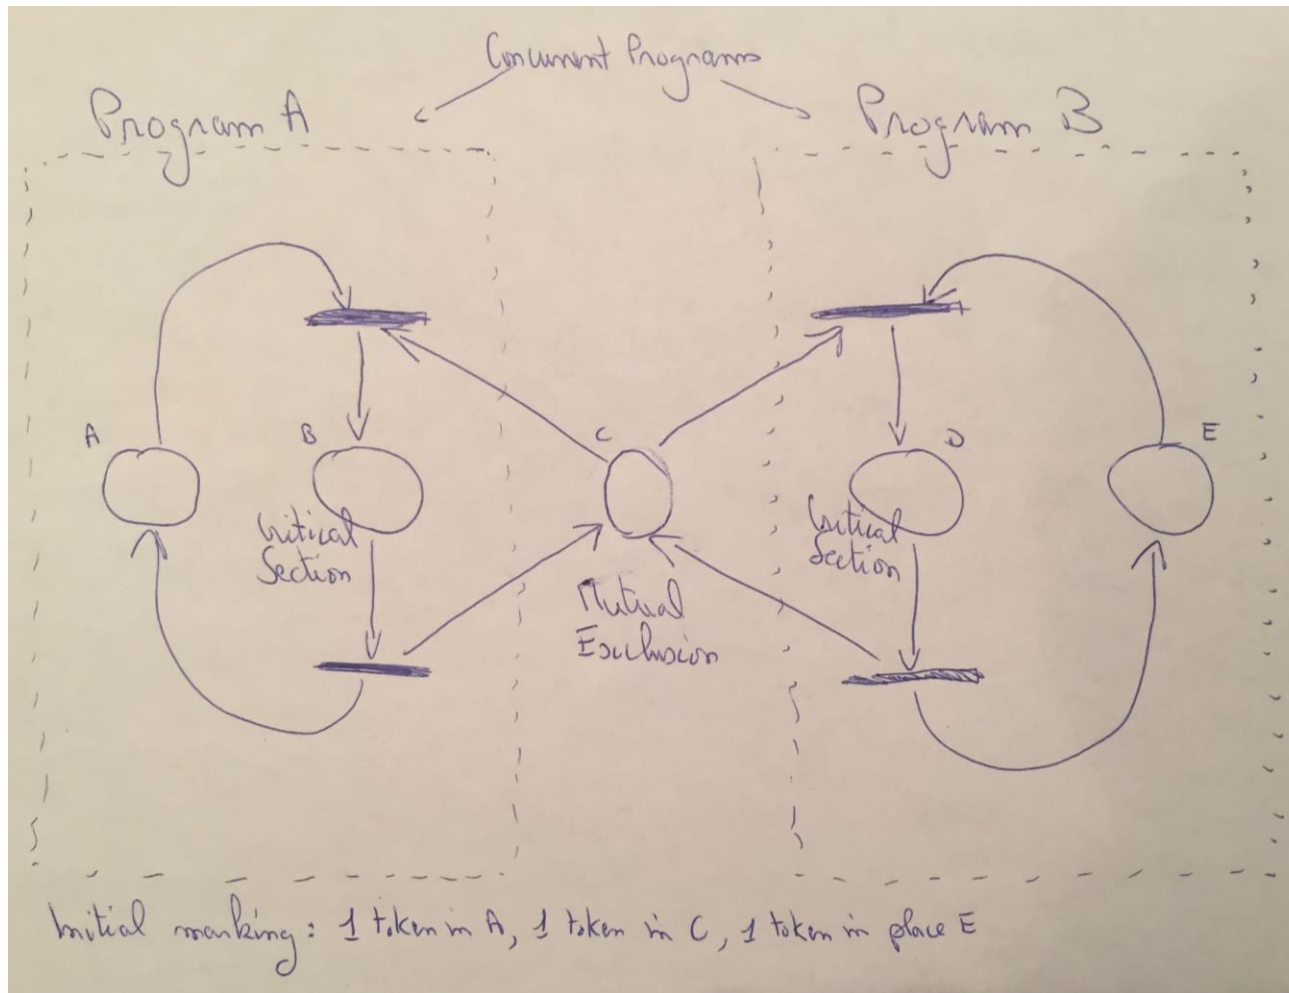 Concurrent Programs
Program A
Program B
A
B
C
D
E
Critical
Section
Critical
Section
Mutual
Exclusion
Initial marking: 1 token in A, 1 token in C, 1 token in place E